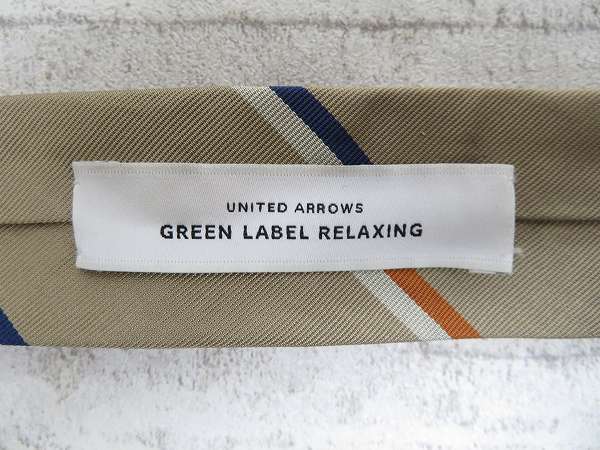 UNITED ARROWS
GREEN LABEL RELAXING